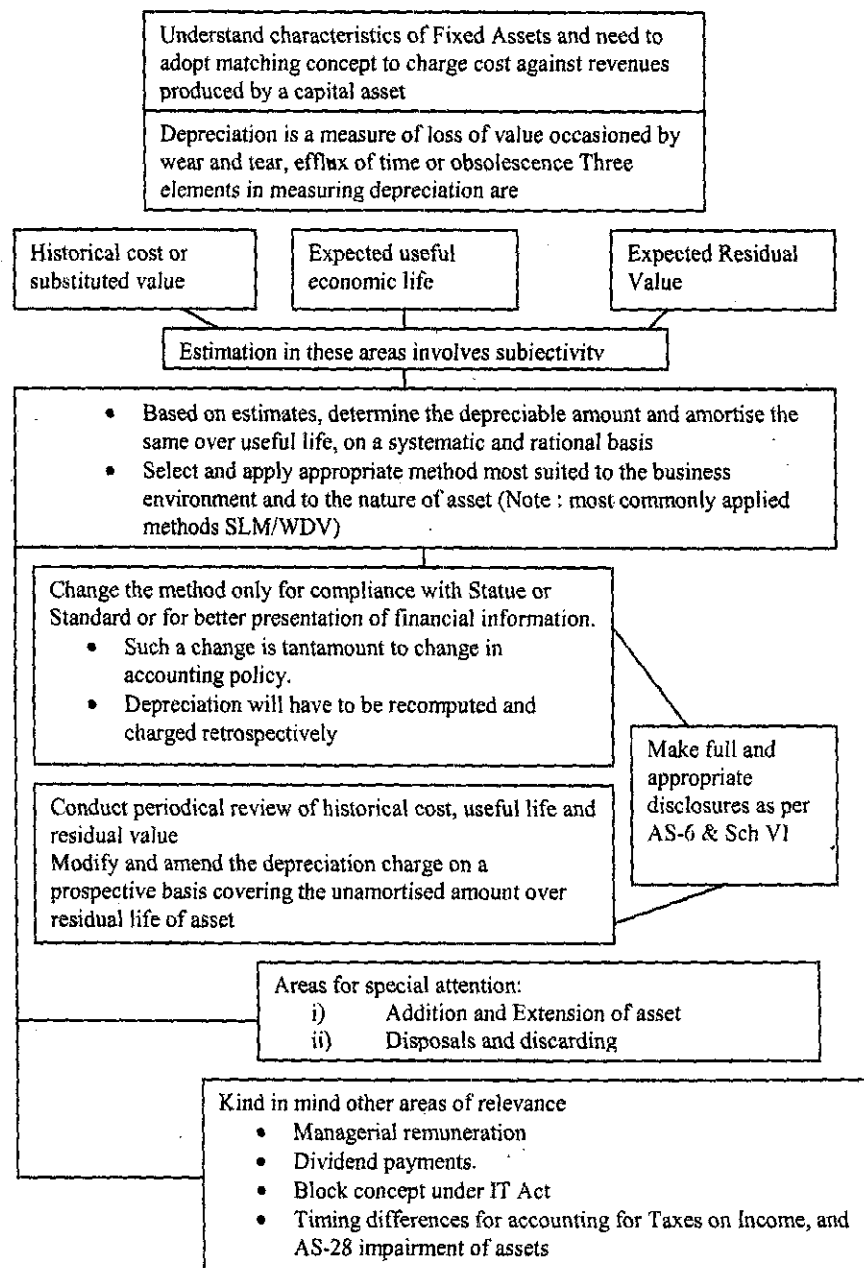 Understand characteristics of Fixed Assets and need to
adopt matching concept to charge cost against revenues
produced by a capital asset
Depreciation is a measure of loss of value occasioned by
wear and tear, efflux of time or obsolescence Three
elements in measuring depreciation are
Historical cost or
substituted value
Expected useful
economic life
Expected Residual
Value
Estimation in these areas involves subjectivity
• Based on estimates, determine the depreciable amount and amortise the
same over useful life, on a systematic and rational basis
• Select and apply appropriate method most suited to the business
environment and to the nature of asset (Note : most commonly applied
methods SLM/WDV)
Change the method only for compliance with Statue or
Standard or for better presentation of financial information.
• Such a change is tantamount to change in
accounting policy.
• Depreciation will have to be recomputed and
charged retrospectively
Make full and
appropriate
disclosures as per
AS-6 & Sch VI
Conduct periodical review of historical cost, useful life and
residual value
Modify and amend the depreciation charge on a
prospective basis covering the unamortised amount over
residual life of asset
Areas for special attention:
i) Addition and Extension of asset
ii) Disposals and discarding
Kind in mind other areas of relevance
• Managerial remuneration
• Dividend payments.
• Block concept under IT Act
• Timing differences for accounting for Taxes on Income, and
AS-28 impairment of assets